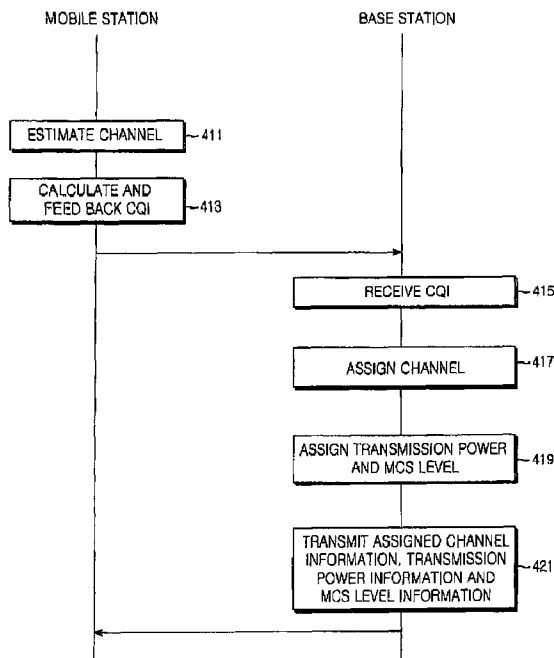 MOBILE STATION
BASE STATION
ESTIMATE CHANNEL
411
CALCULATE AND
FEED BACK CQI
413
RECEIVE CQI
415
ASSIGN CHANNEL
417
ASSIGN TRANSMISSION POWER
AND MCS LEVEL
419
TRANSMIT ASSIGNED CHANNEL
INFORMATION, TRANSMISSION
POWER INFORMATION AND
MCS LEVEL INFORMATION
421